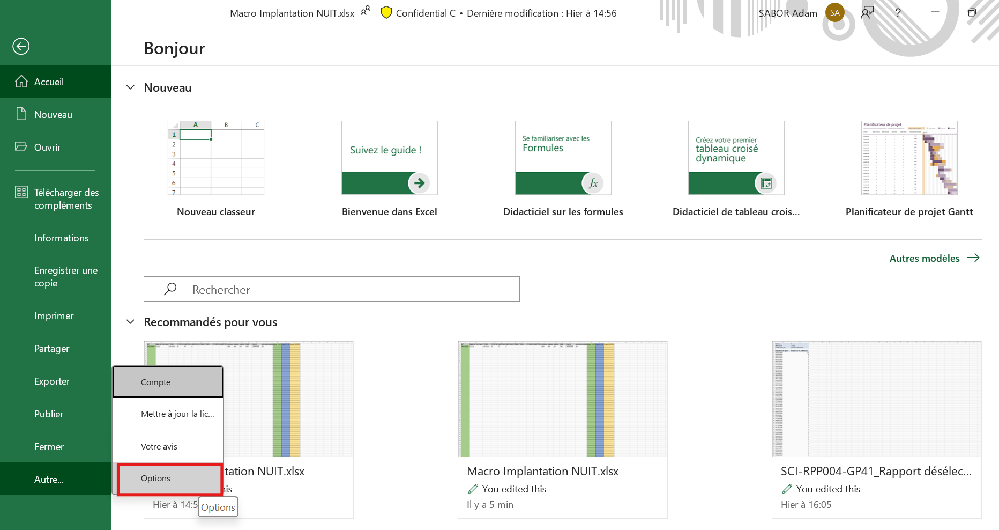 Macro Implantation NUIT.xlsx
Confidential C • Dernière modification : Hier à 14:56
SABOR Adam
SA
?
Bonjour
Accueil
Nouveau
Ouvrir
Télécharger des
compléments
Informations
Enregistrer une
copie
Imprimer
Partager
Exporter
Publier
Fermer
Autre...
Nouveau
A B C
1
2
3
4
5
6
7
Nouveau classeur
Suivez le guide !
Bienvenue dans Excel
Se familiariser avec les
Formules
fx
Didacticiel sur les formules
Créez votre premier
tableau croisé
dynamique
Didacticiel de tableau crois...
Planificateur de projet
Planificateur de projet Gantt
Autres modèles
Rechercher
Recommandés pour vous
Compte
Mettre à jour la lic...
Votre avis
Options
Options
tation NUIT.xlsx
his
Hier à 14:5
Macro Implantation NUIT.xlsx
You edited this
Il y a 5 min
SCI-RPP004-GP41_Rapport désélec...
You edited this
Hier à 16:05